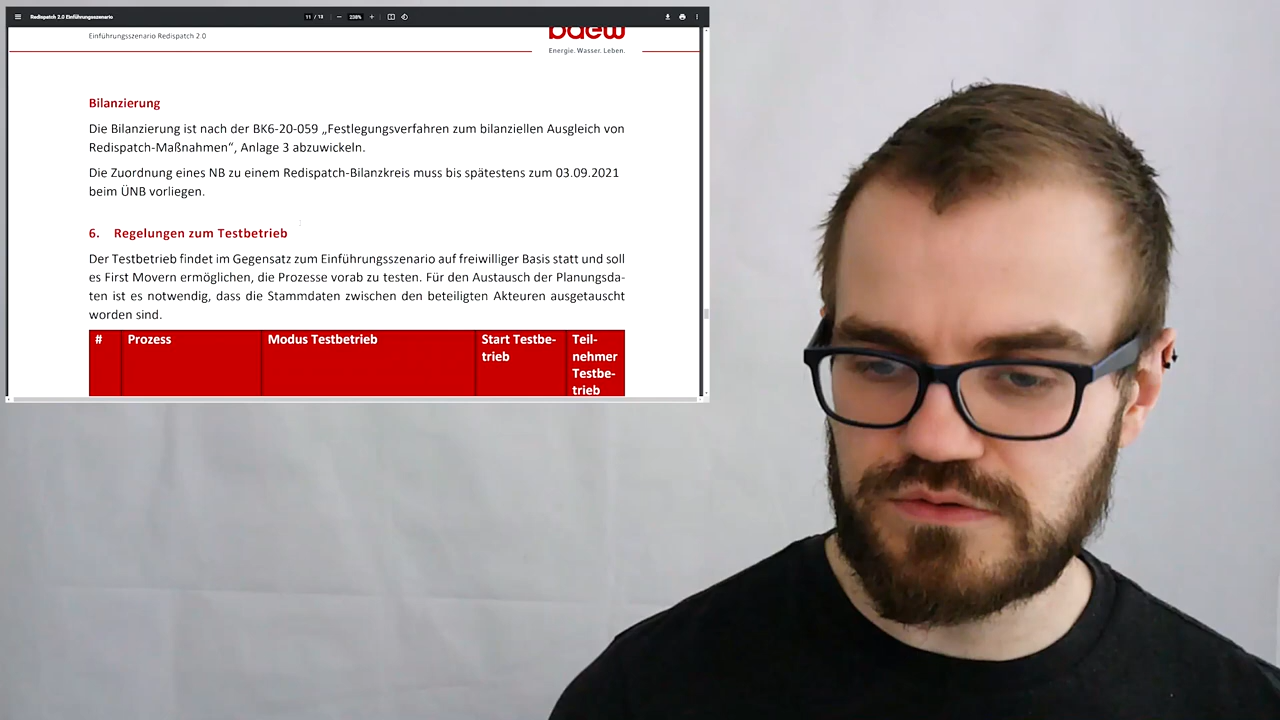 Redispatch 2.0 Einführungsszenario
11 / 13
238%
Einführungsszenario Redispatch 2.0
bdew
Energie. Wasser. Leben.
Bilanzierung
Die Bilanzierung ist nach der BK6-20-059 „Festlegungsverfahren zum bilanziellen Ausgleich von
Redispatch-Maßnahmen“, Anlage 3 abzuwickeln.
Die Zuordnung eines NB zu einem Redispatch-Bilanzkreis muss bis spätestens zum 03.09.2021
beim ÜNB vorliegen.
6. Regelungen zum Testbetrieb
Der Testbetrieb findet im Gegensatz zum Einführungsszenario auf freiwilliger Basis statt und soll
es First Movern ermöglichen, die Prozesse vorab zu testen. Für den Austausch der Planungsda-
ten ist es notwendig, dass die Stammdaten zwischen den beteiligten Akteuren ausgetauscht
worden sind.
# Prozess Modus Testbetrieb Start Testbe- Teil-
trieb nehmer
Testbe-
trieb